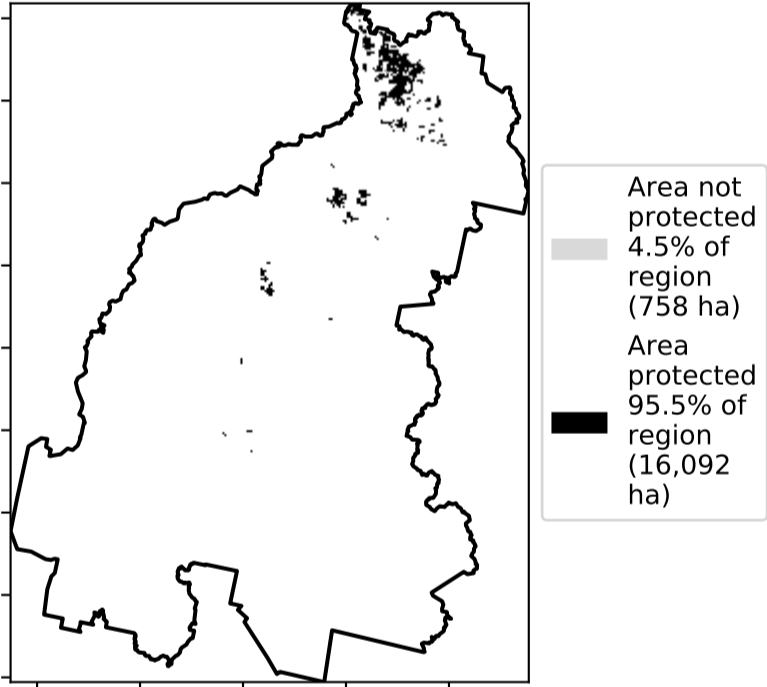 Area not
protected
4.5% of
region
(758 ha)
Area
protected
95.5% of
region
(16,092
ha)